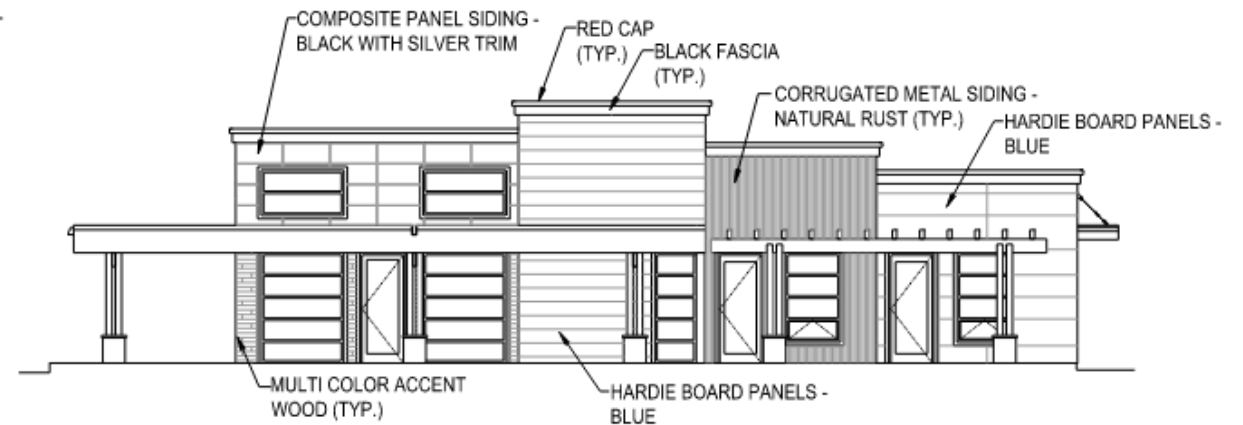 COMPOSITE PANEL SIDING -
BLACK WITH SILVER TRIM
RED CAP
(TYP.)
BLACK FASCIA
(TYP.)
CORRUGATED METAL SIDING -
NATURAL RUST (TYP.)
HARDIE BOARD PANELS -
BLUE
MULTI COLOR ACCENT
WOOD (TYP.)
HARDIE BOARD PANELS -
BLUE